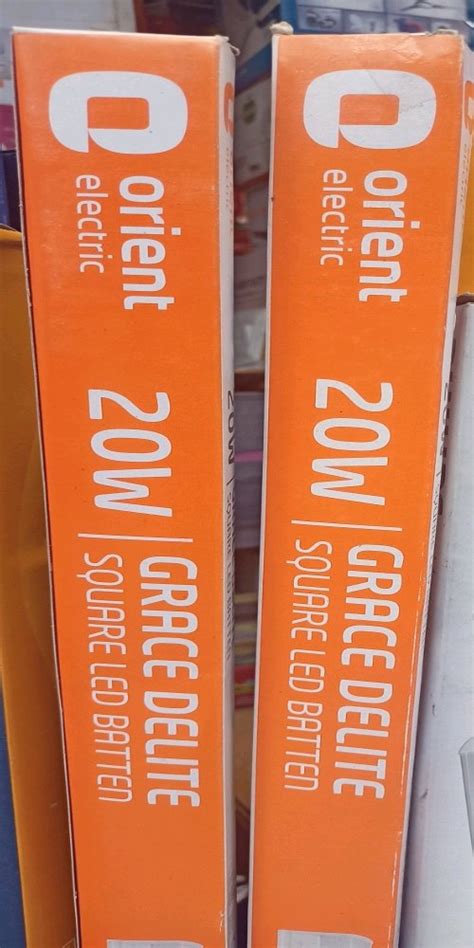 orient
electric
20W
GRACE DELITE
SQUARE LED BATTEN
orient
electric
20W
GRACE DELITE
SQUARE LED BATTEN